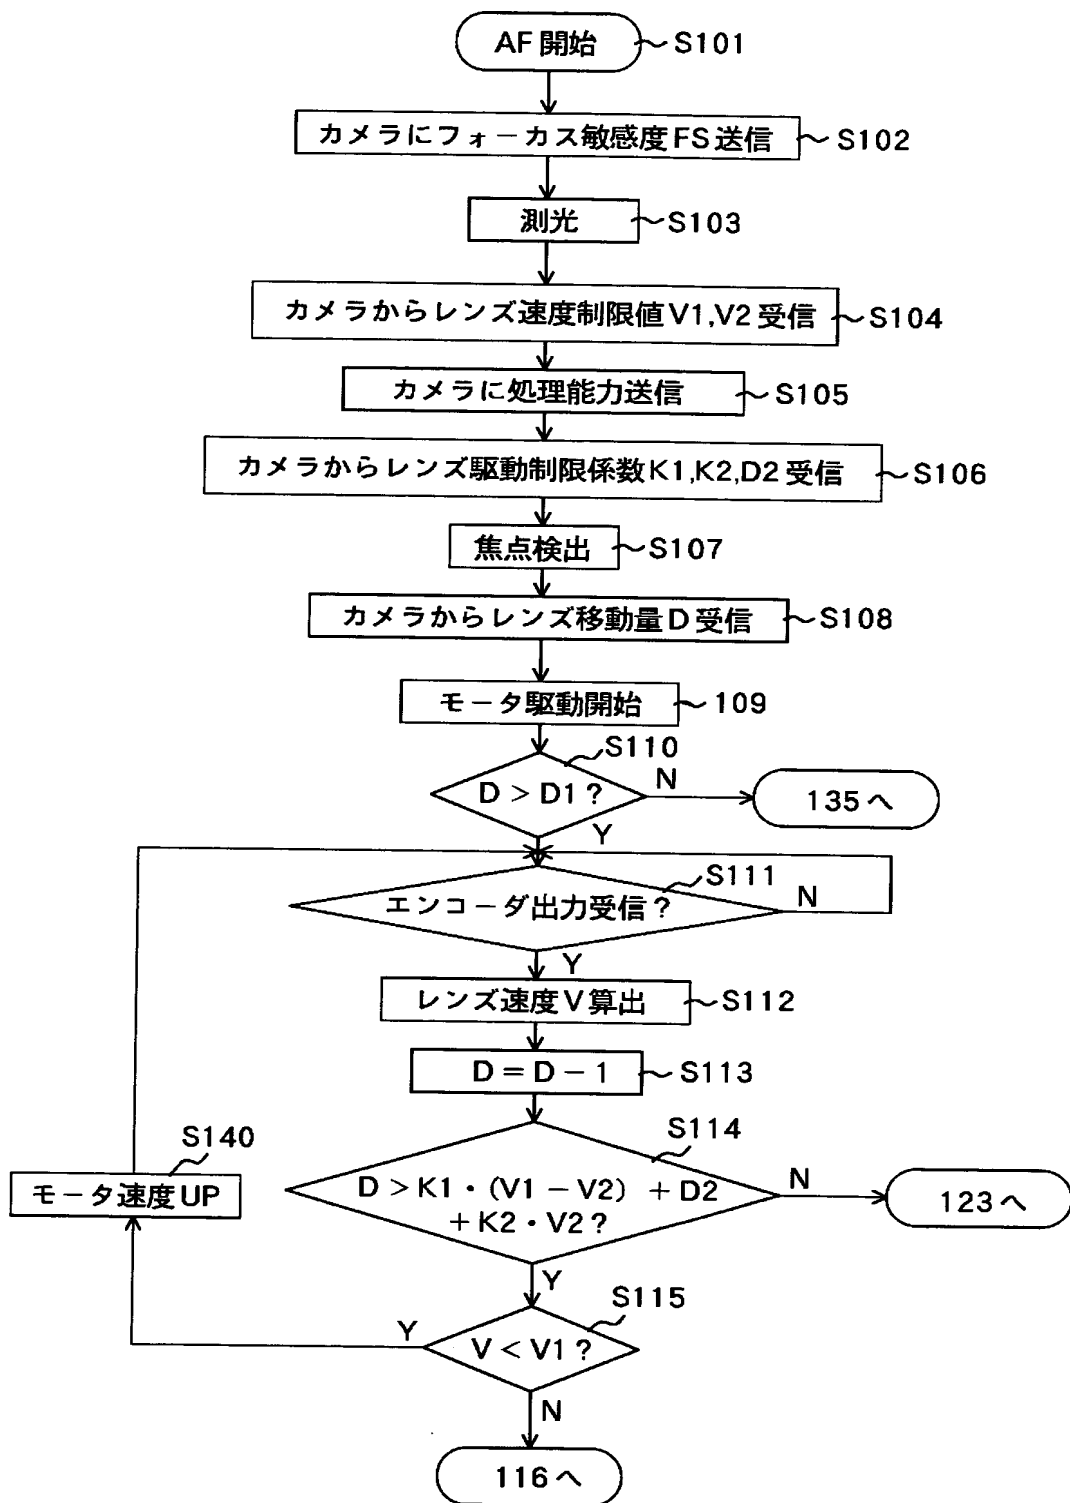 AF開始 S101
カメラにフォーカス敏感度FS送信 S102
測光 S103
カメラからレンズ速度制限値V1,V2受信 S104
カメラに処理能力送信 S105
カメラからレンズ駆動制限係数K1,K2,D2受信 S106
焦点検出 S107
カメラからレンズ移動量D受信 S108
モータ駆動開始 109
S110
D > D1 ? N 135へ
Y
S111
エンコーダ出力受信? N
Y
レンズ速度V算出 S112
D = D - 1 S113
S114
D > K1・(V1 - V2) + D2
+ K2・V2 ?
N 123へ
S140
モータ速度UP
Y
S115
V < V1 ?
Y
N
116へ